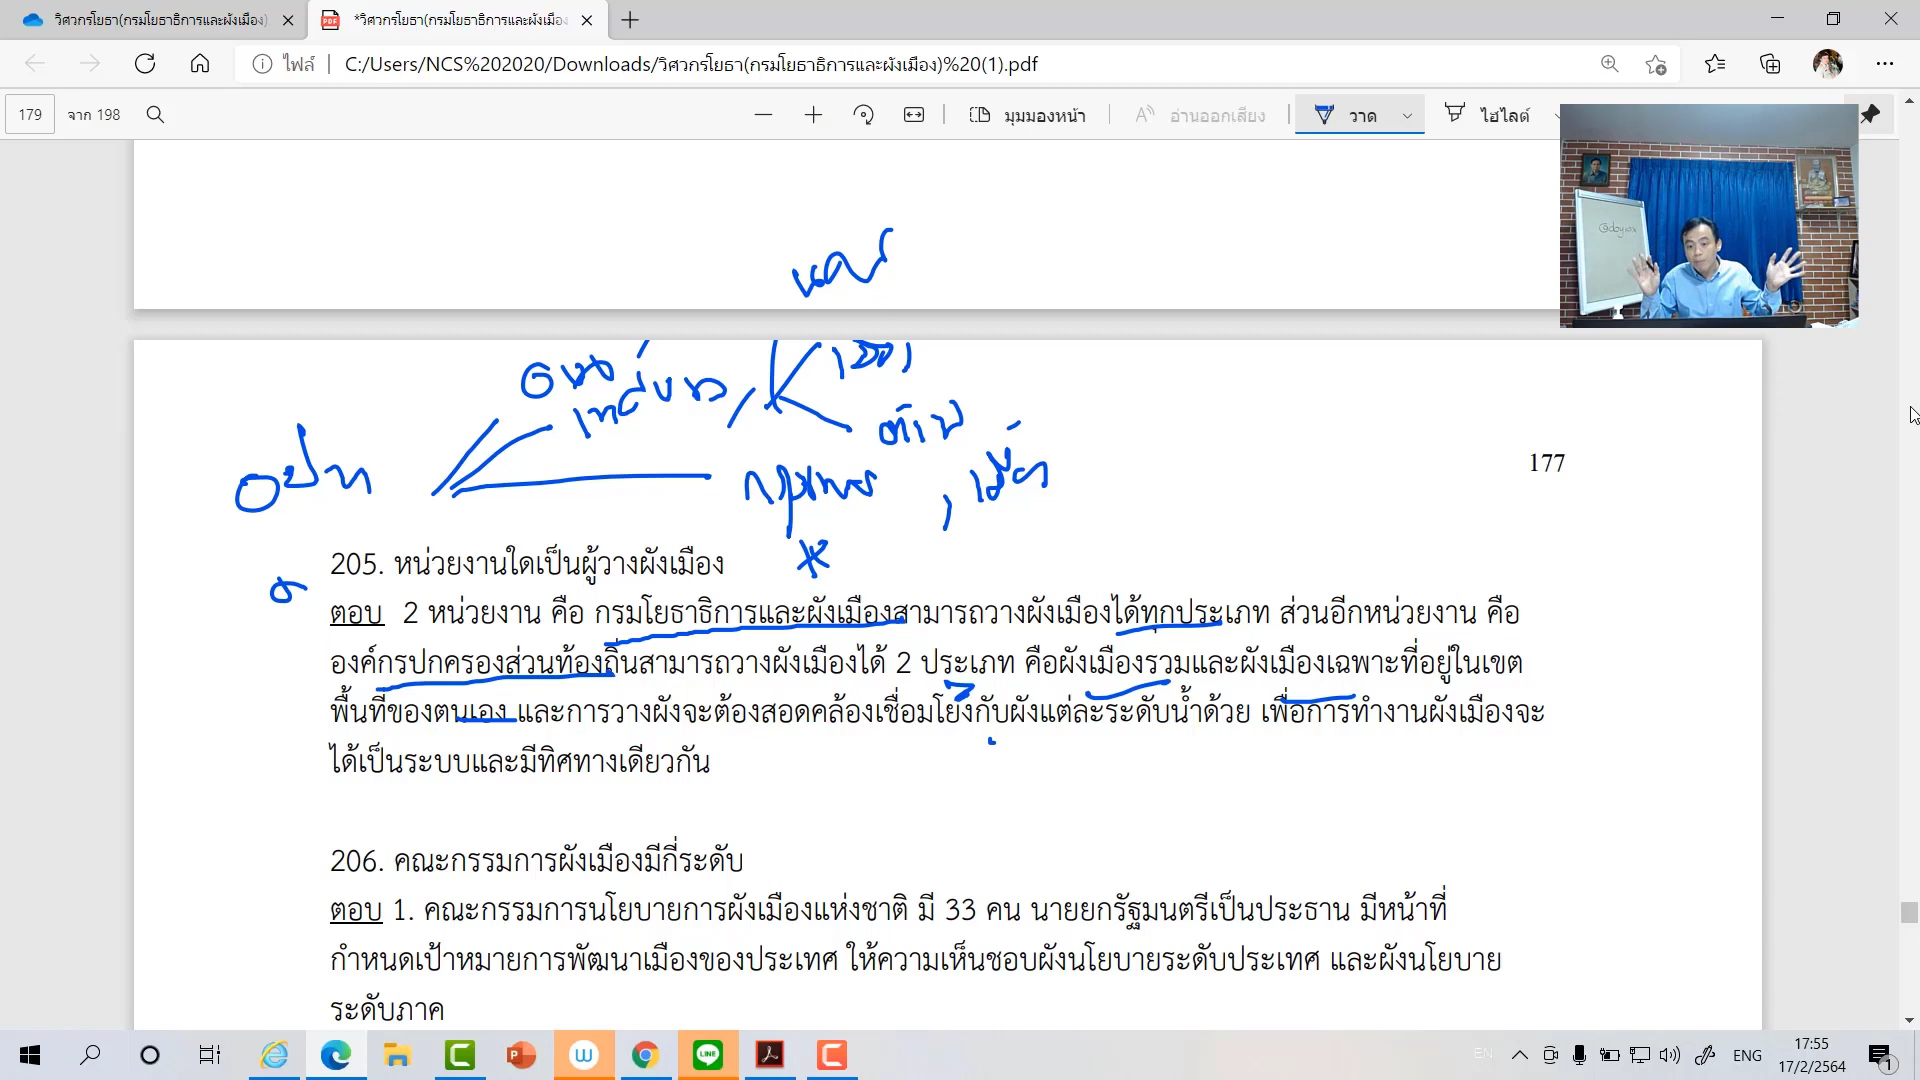 วิศวกรโยธา(กรมโยธาธิการและผังเมือง)
*วิศวกรโยธา(กรมโยธาธิการและผังเมือง
ไฟล์ | C:/Users/NCS%202020/Downloads/วิศวกรโยธา(กรมโยธาธิการและผังเมือง)%20(1).pdf
179 จาก 198 มุมมองหน้า อ่านออกเสียง วาด ไฮไลต์
อปท
เทศบาล
177
205. หน่วยงานใดเป็นผู้วางผังเมือง
ตอบ 2 หน่วยงาน คือ กรมโยธาธิการและผังเมืองสามารถวางผังเมืองได้ทุกประเภท ส่วนอีกหน่วยงาน คือ
องค์กรปกครองส่วนท้องถิ่นสามารถวางผังเมืองได้ 2 ประเภท คือผังเมืองรวมและผังเมืองเฉพาะที่อยู่ในเขต
พื้นที่ของตนเอง และการวางผังจะต้องสอดคล้องเชื่อมโยงกับผังแต่ละระดับน้ำด้วย เพื่อการทำงานผังเมืองจะ
ได้เป็นระบบและมีทิศทางเดียวกัน
206. คณะกรรมการผังเมืองมีกี่ระดับ
ตอบ 1. คณะกรรมการนโยบายการผังเมืองแห่งชาติ มี 33 คน นายยกรัฐมนตรีเป็นประธาน มีหน้าที่
กำหนดเป้าหมายการพัฒนาเมืองของประเทศ ให้ความเห็นชอบผังนโยบายระดับประเทศ และผังนโยบาย
ระดับภาค
EN ENG 17:55
17/2/2564
1